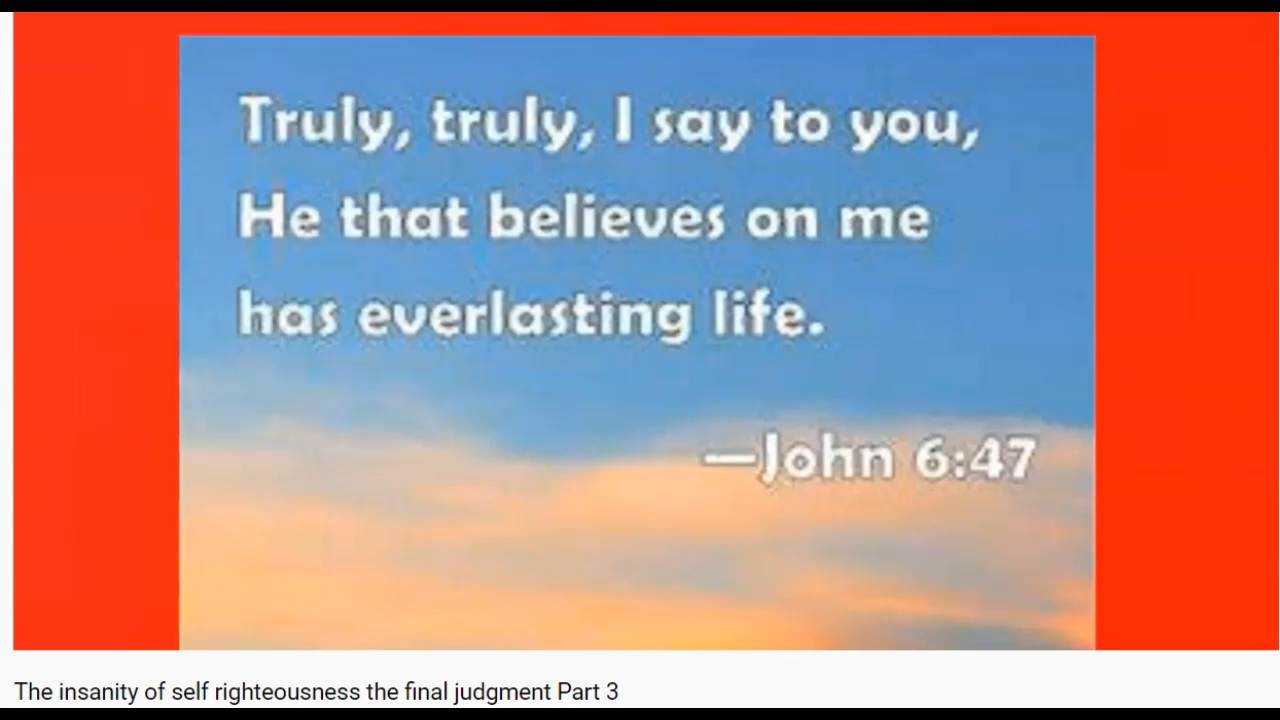 Truly, truly, I say to you,
He that believes on me
has everlasting life.
—John 6:47
The insanity of self righteousness the final judgment Part 3